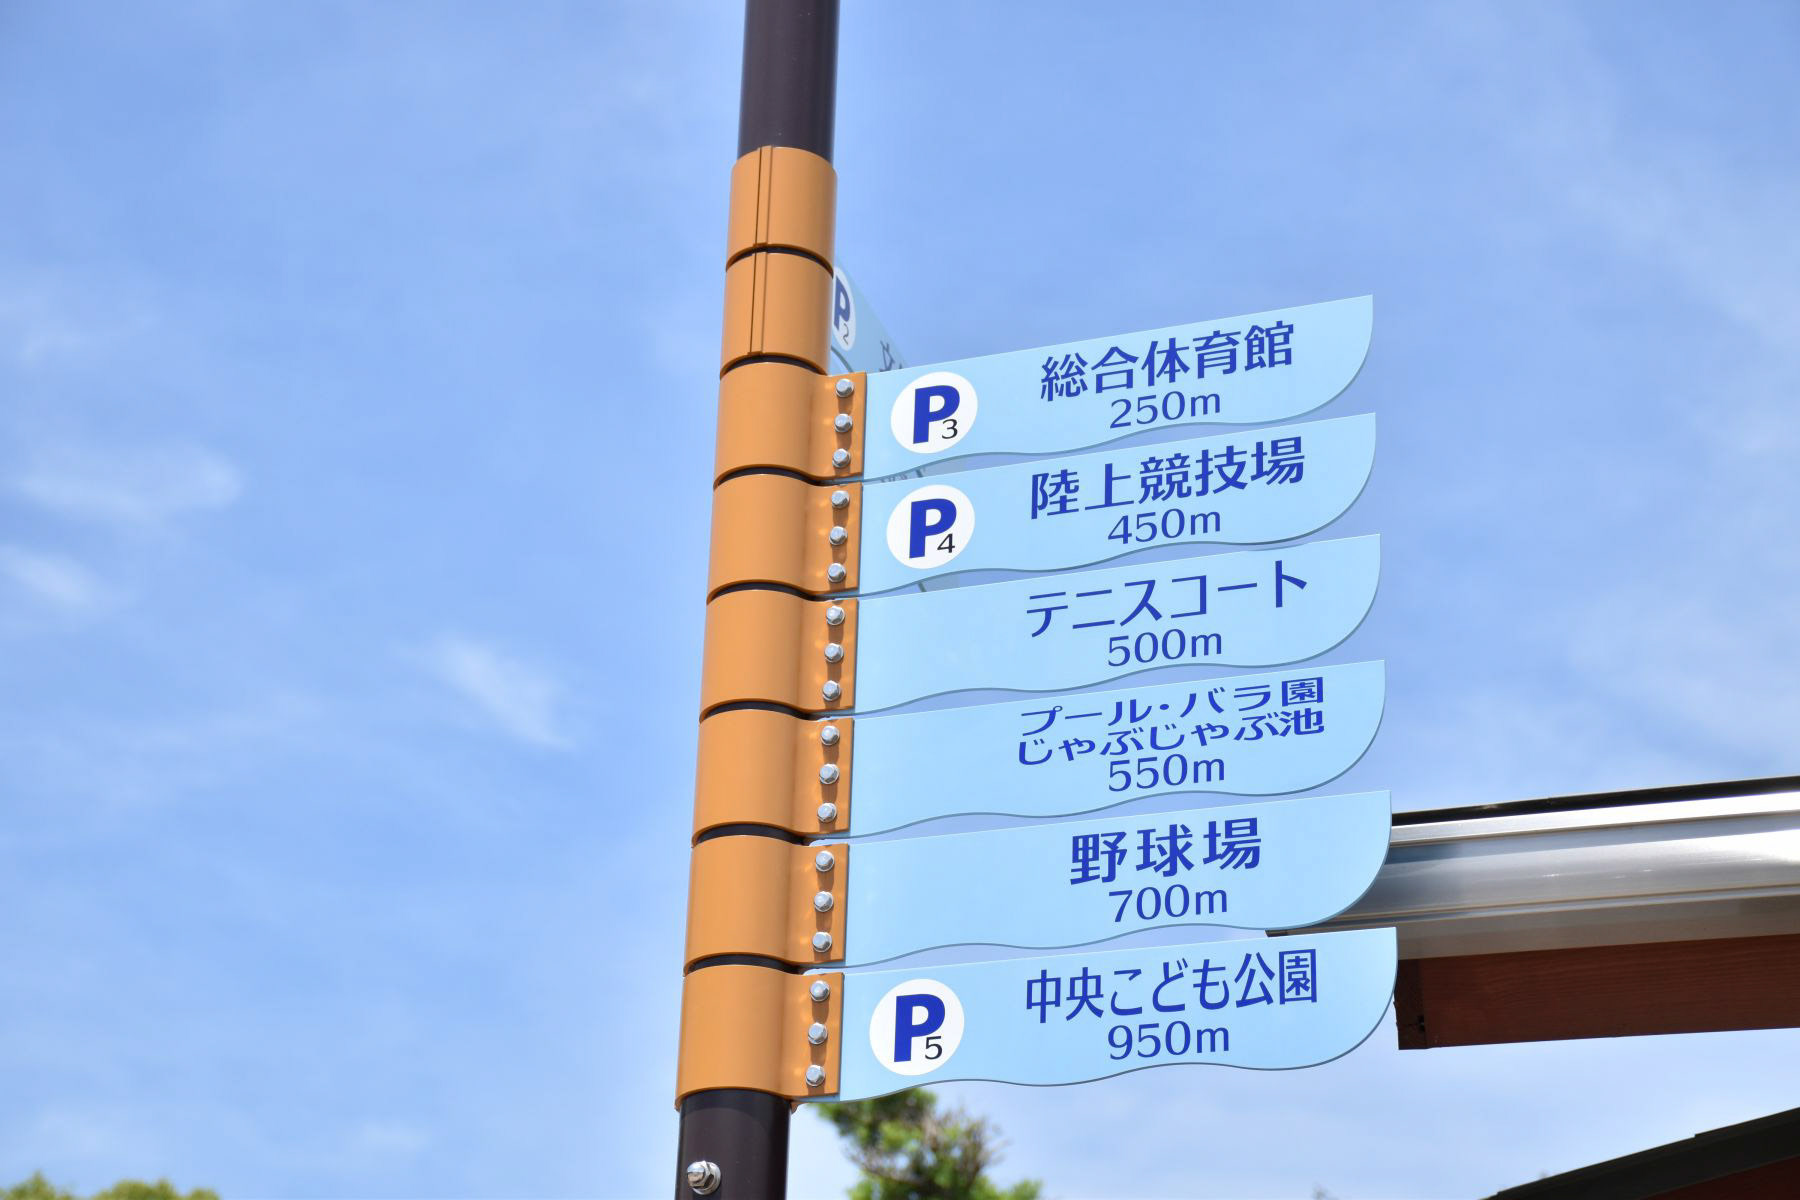 P2
P3
総合体育館
250m
P4
陸上競技場
450m
テニスコート
500m
プール・バラ園
じゃぶじゃぶ池
550m
野球場
700m
P5
中央こども公園
950m